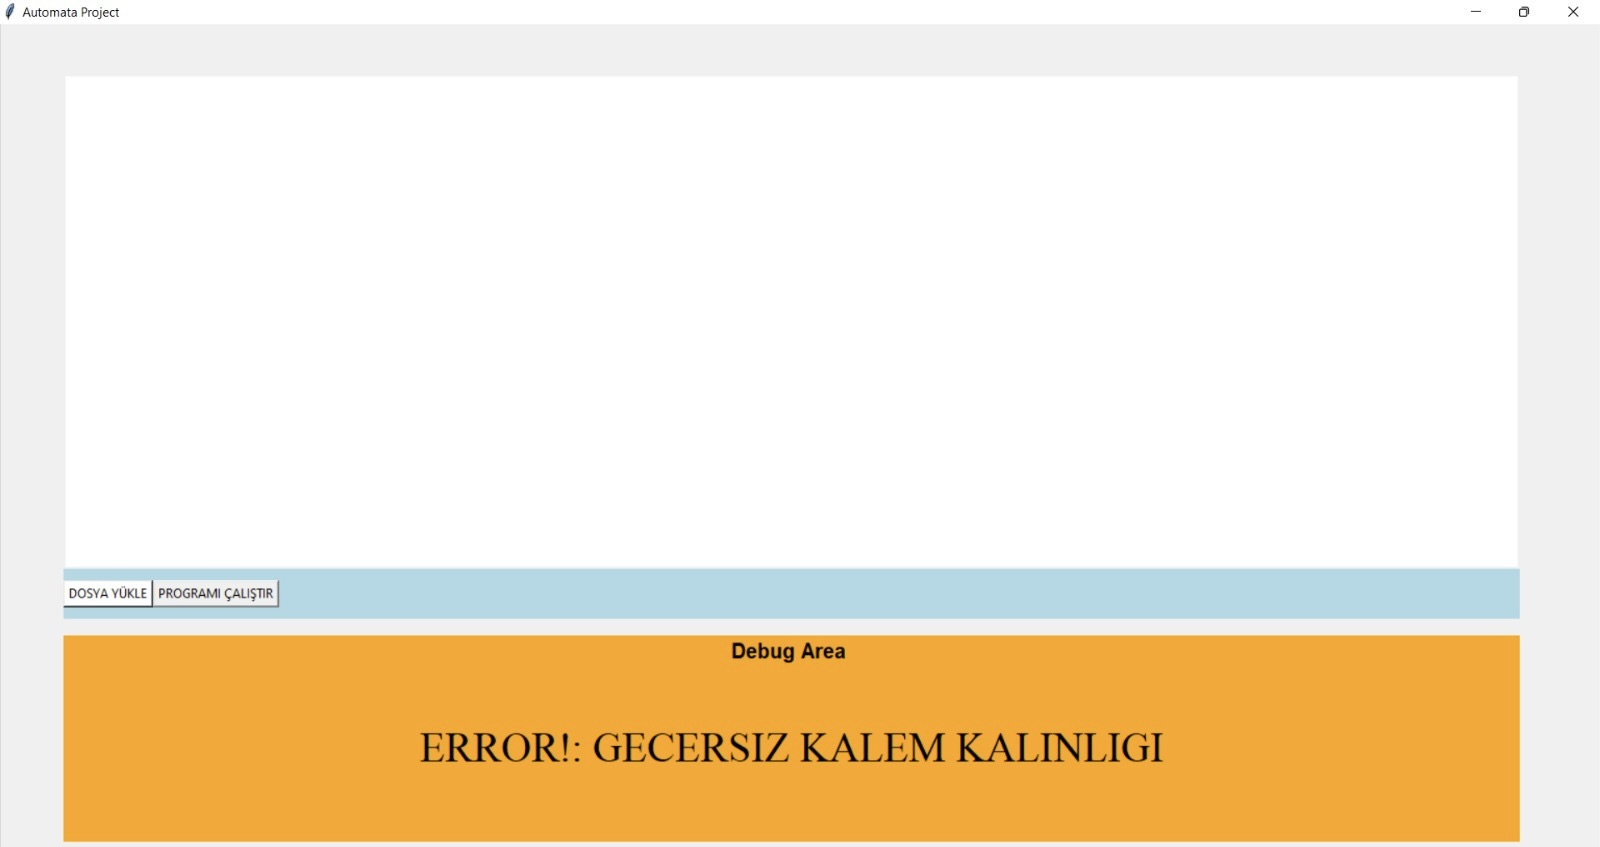 Automata Project
DOSYA YÜKLE PROGRAMI ÇALIŞTIR
Debug Area
ERROR!: GECERSIZ KALEM KALINLIGI